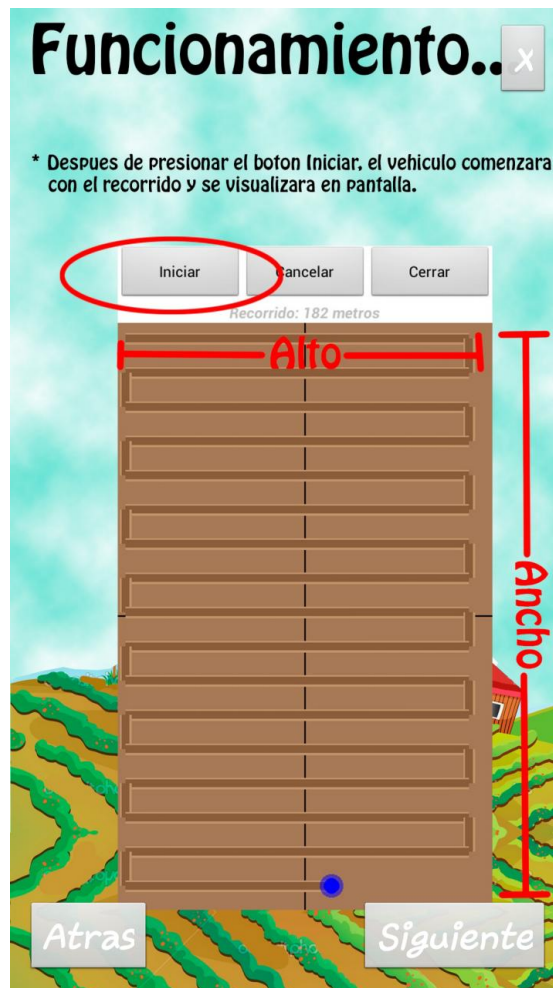 Funcionamiento..
X
* Despues de presionar el boton Iniciar, el vehiculo comenzara
con el recorrido y se visualizara en pantalla.
Iniciar
Cancelar
Cerrar
Recorrido: 182 metros
Alto
Ancho
Atras
Siguiente